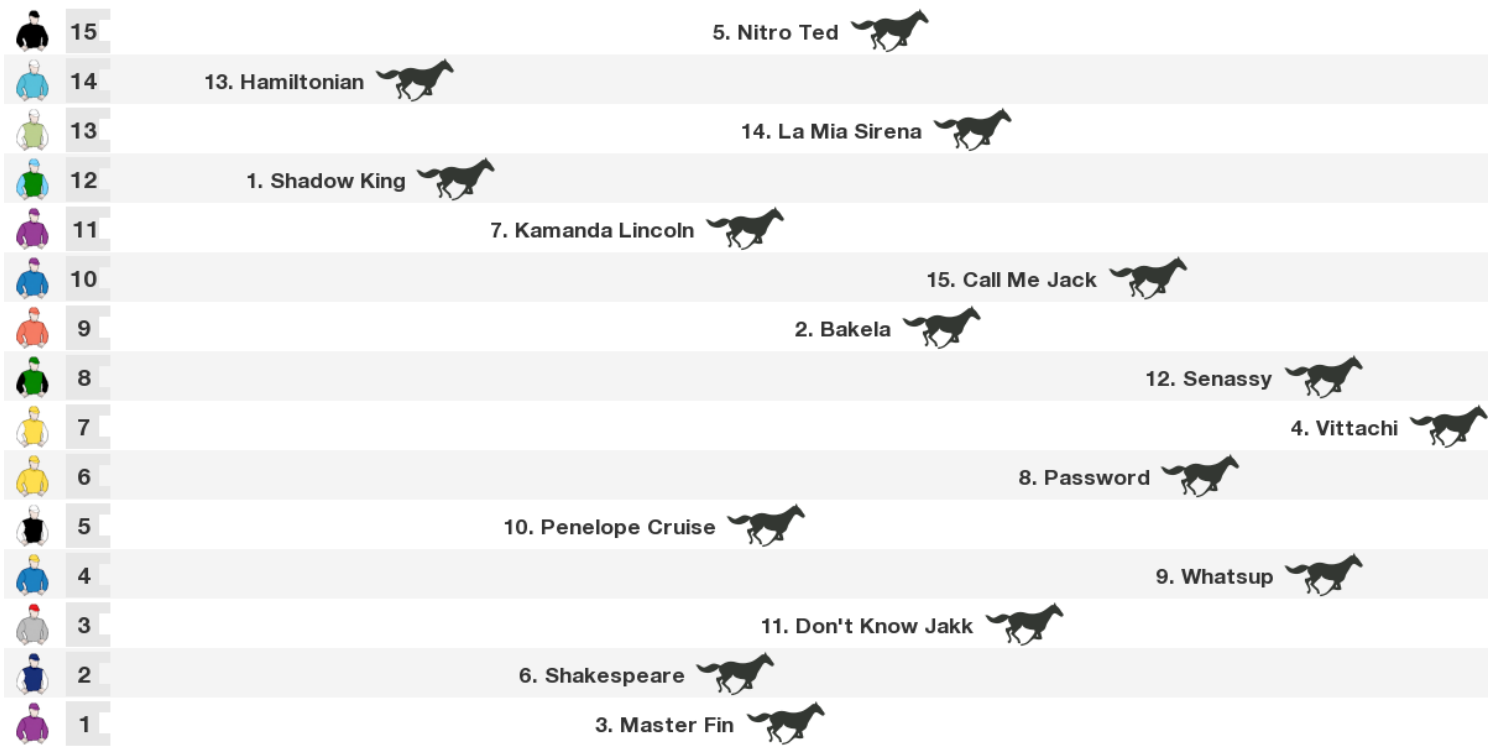 15 5. Nitro Ted
14 13. Hamiltonian
13 14. La Mia Sirena
12 1. Shadow King
11 7. Kamanda Lincoln
10 15. Call Me Jack
9 2. Bakela
8 12. Senassy
7 4. Vittachi
6 8. Password
5 10. Penelope Cruise
4 9. Whatsup
3 11. Don't Know Jakk
2 6. Shakespeare
1 3. Master Fin